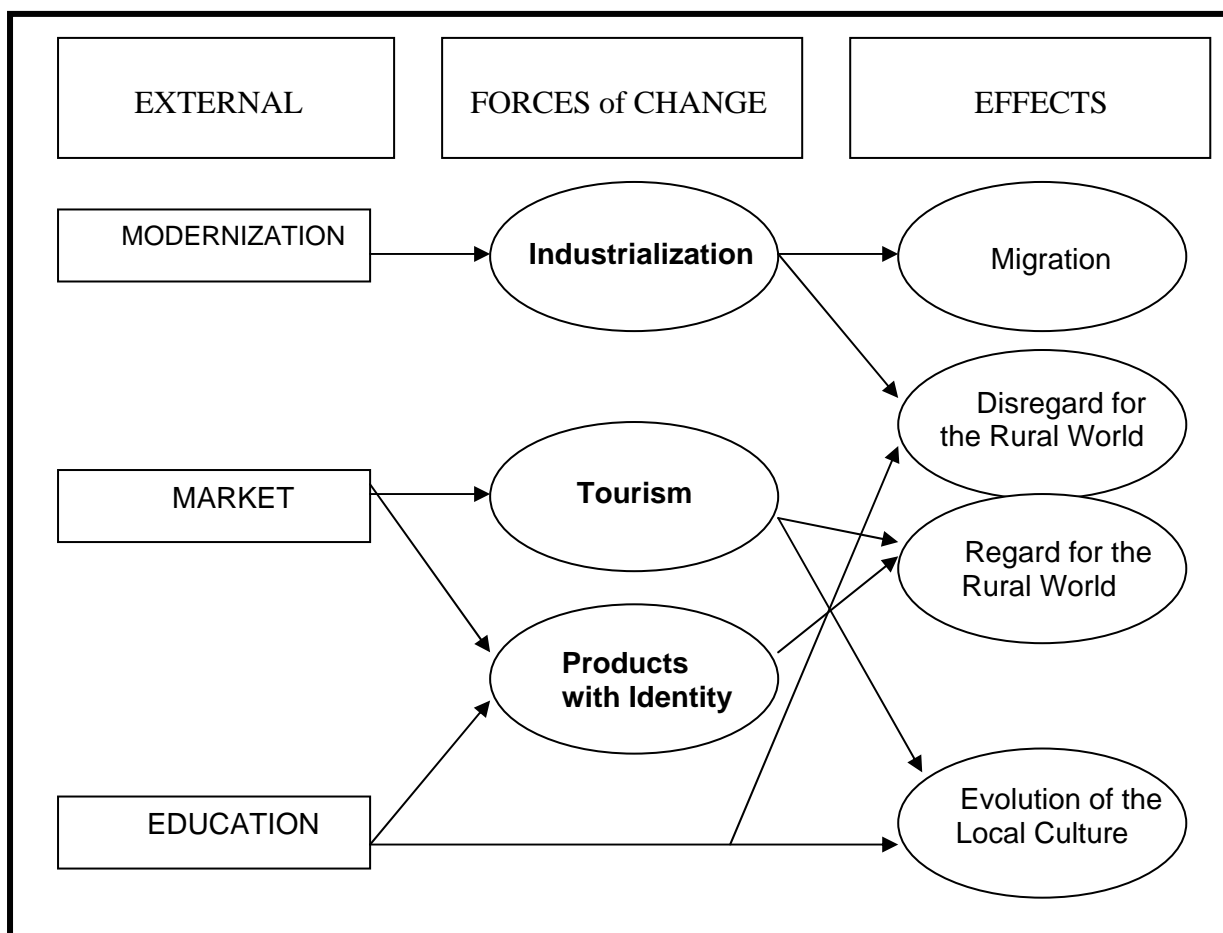 EXTERNAL
FORCES of CHANGE
EFFECTS
MODERNIZATION
Industrialization
Migration
Disregard for
the Rural World
MARKET
Tourism
Regard for the
Rural World
Products
with Identity
EDUCATION
Evolution of the
Local Culture